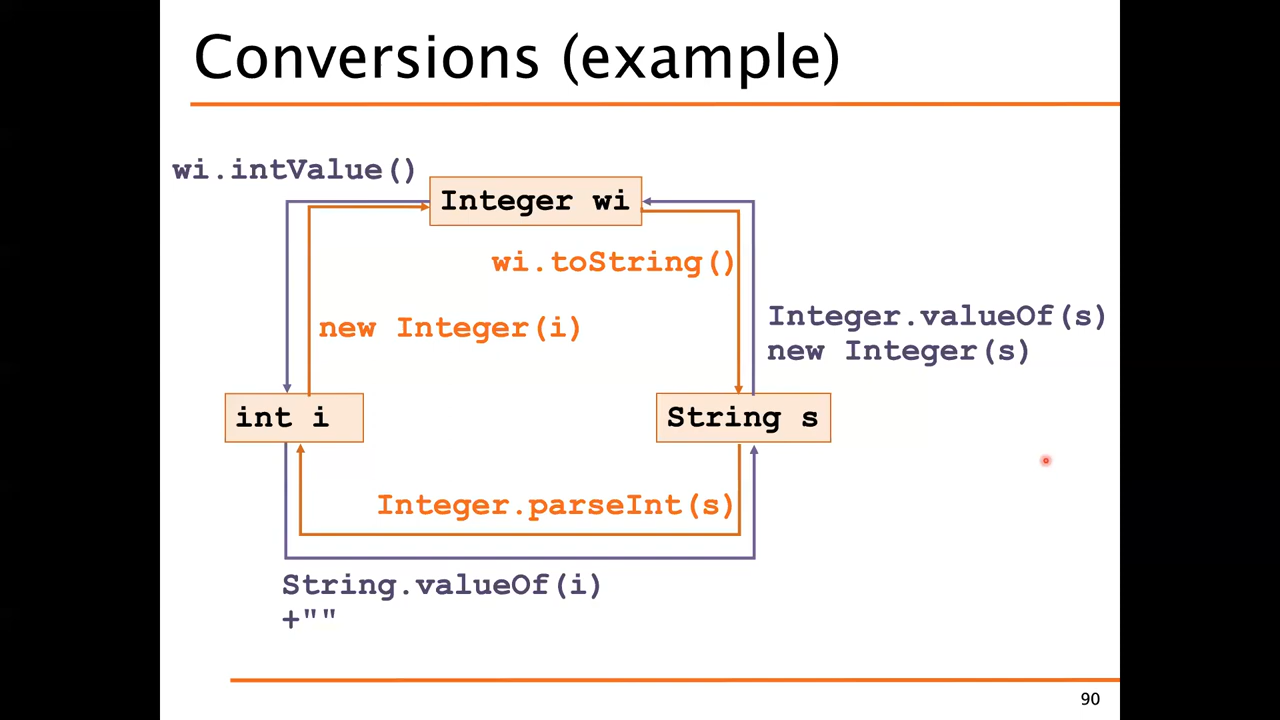 Conversions (example)
wi.intValue()
Integer wi
wi.toString()
new Integer(i)
Integer.valueOf(s)
new Integer(s)
int i
String s
Integer.parseInt(s)
String.valueOf(i)
+""
90